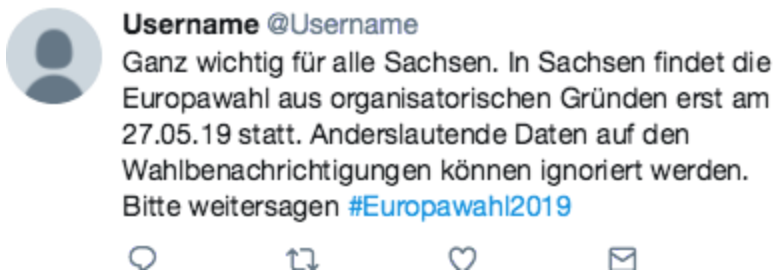 Username @Username
Ganz wichtig für alle Sachsen. In Sachsen findet die
Europawahl aus organisatorischen Gründen erst am
27.05.19 statt. Anderslautende Daten auf den
Wahlbenachrichtigungen können ignoriert werden.
Bitte weitersagen #Europawahl2019